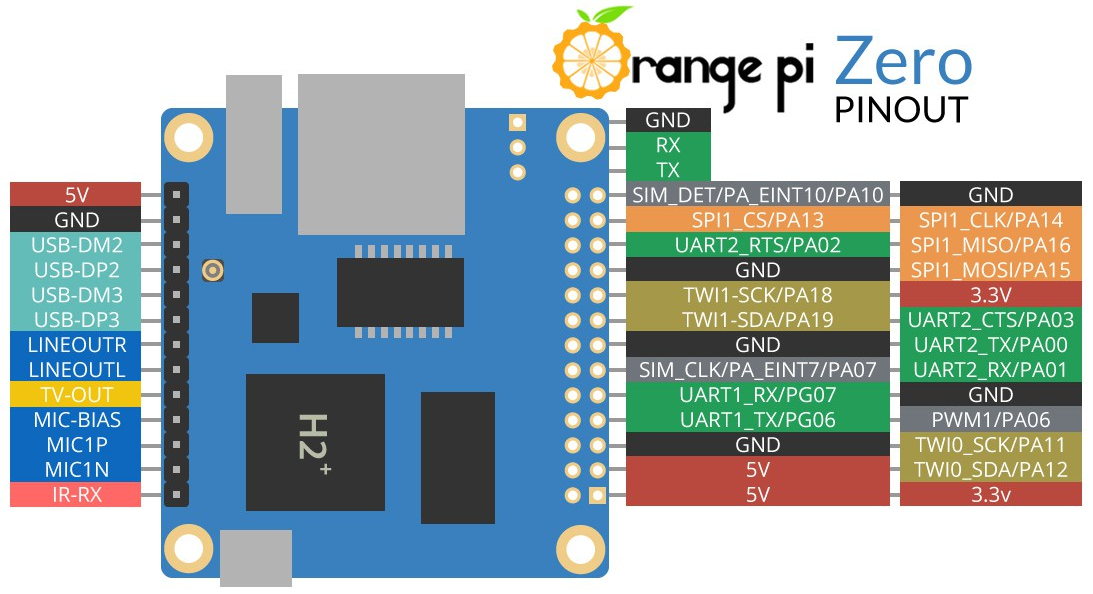 range pi Zero
PINOUT
GND
RX
TX
5V
GND
USB-DM2
USB-DP2
USB-DM3
USB-DP3
LINEOUTR
LINEOUTL
TV-OUT
MIC-BIAS
MIC1P
MIC1N
IR-RX
H2+
SIM_DET/PA_EINT10/PA10 GND
SPI1_CS/PA13 SPI1_CLK/PA14
UART2_RTS/PA02 SPI1_MISO/PA16
GND SPI1_MOSI/PA15
TWI1-SCK/PA18 3.3V
TWI1-SDA/PA19 UART2_CTS/PA03
GND UART2_TX/PA00
SIM_CLK/PA_EINT7/PA07 UART2_RX/PA01
UART1_RX/PG07 GND
UART1_TX/PG06 PWM1/PA06
GND TWI0_SCK/PA11
5V TWI0_SDA/PA12
5V 3.3v